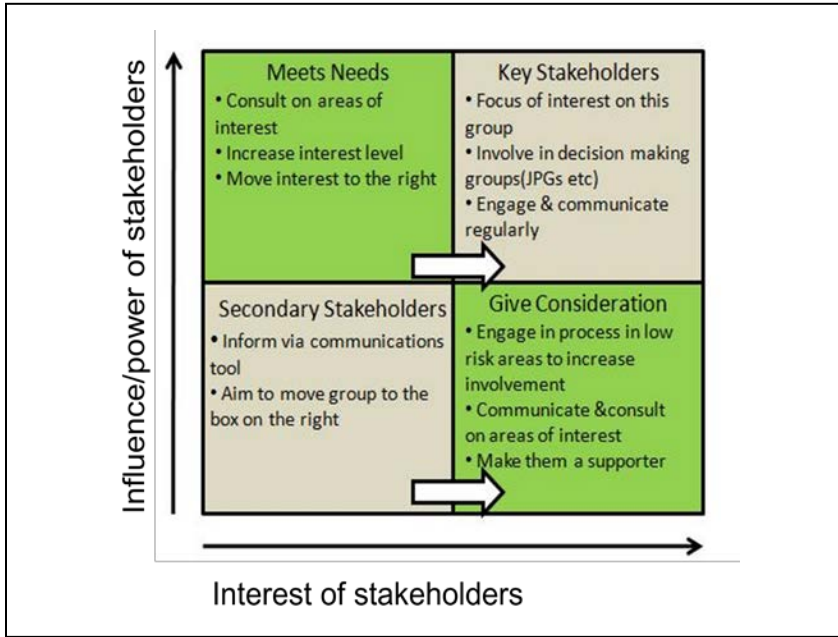 Influence/power of stakeholders
Meets Needs
• Consult on areas of
interest
• Increase interest level
• Move interest to the right
Key Stakeholders
• Focus of interest on this
group
• Involve in decision making
groups(JPGs etc)
• Engage & communicate
regularly
Secondary Stakeholders
• Inform via communications
tool
• Aim to move group to the
box on the right
Give Consideration
• Engage in process in low
risk areas to increase
involvement
• Communicate &consult
on areas of interest
• Make them a supporter
Interest of stakeholders